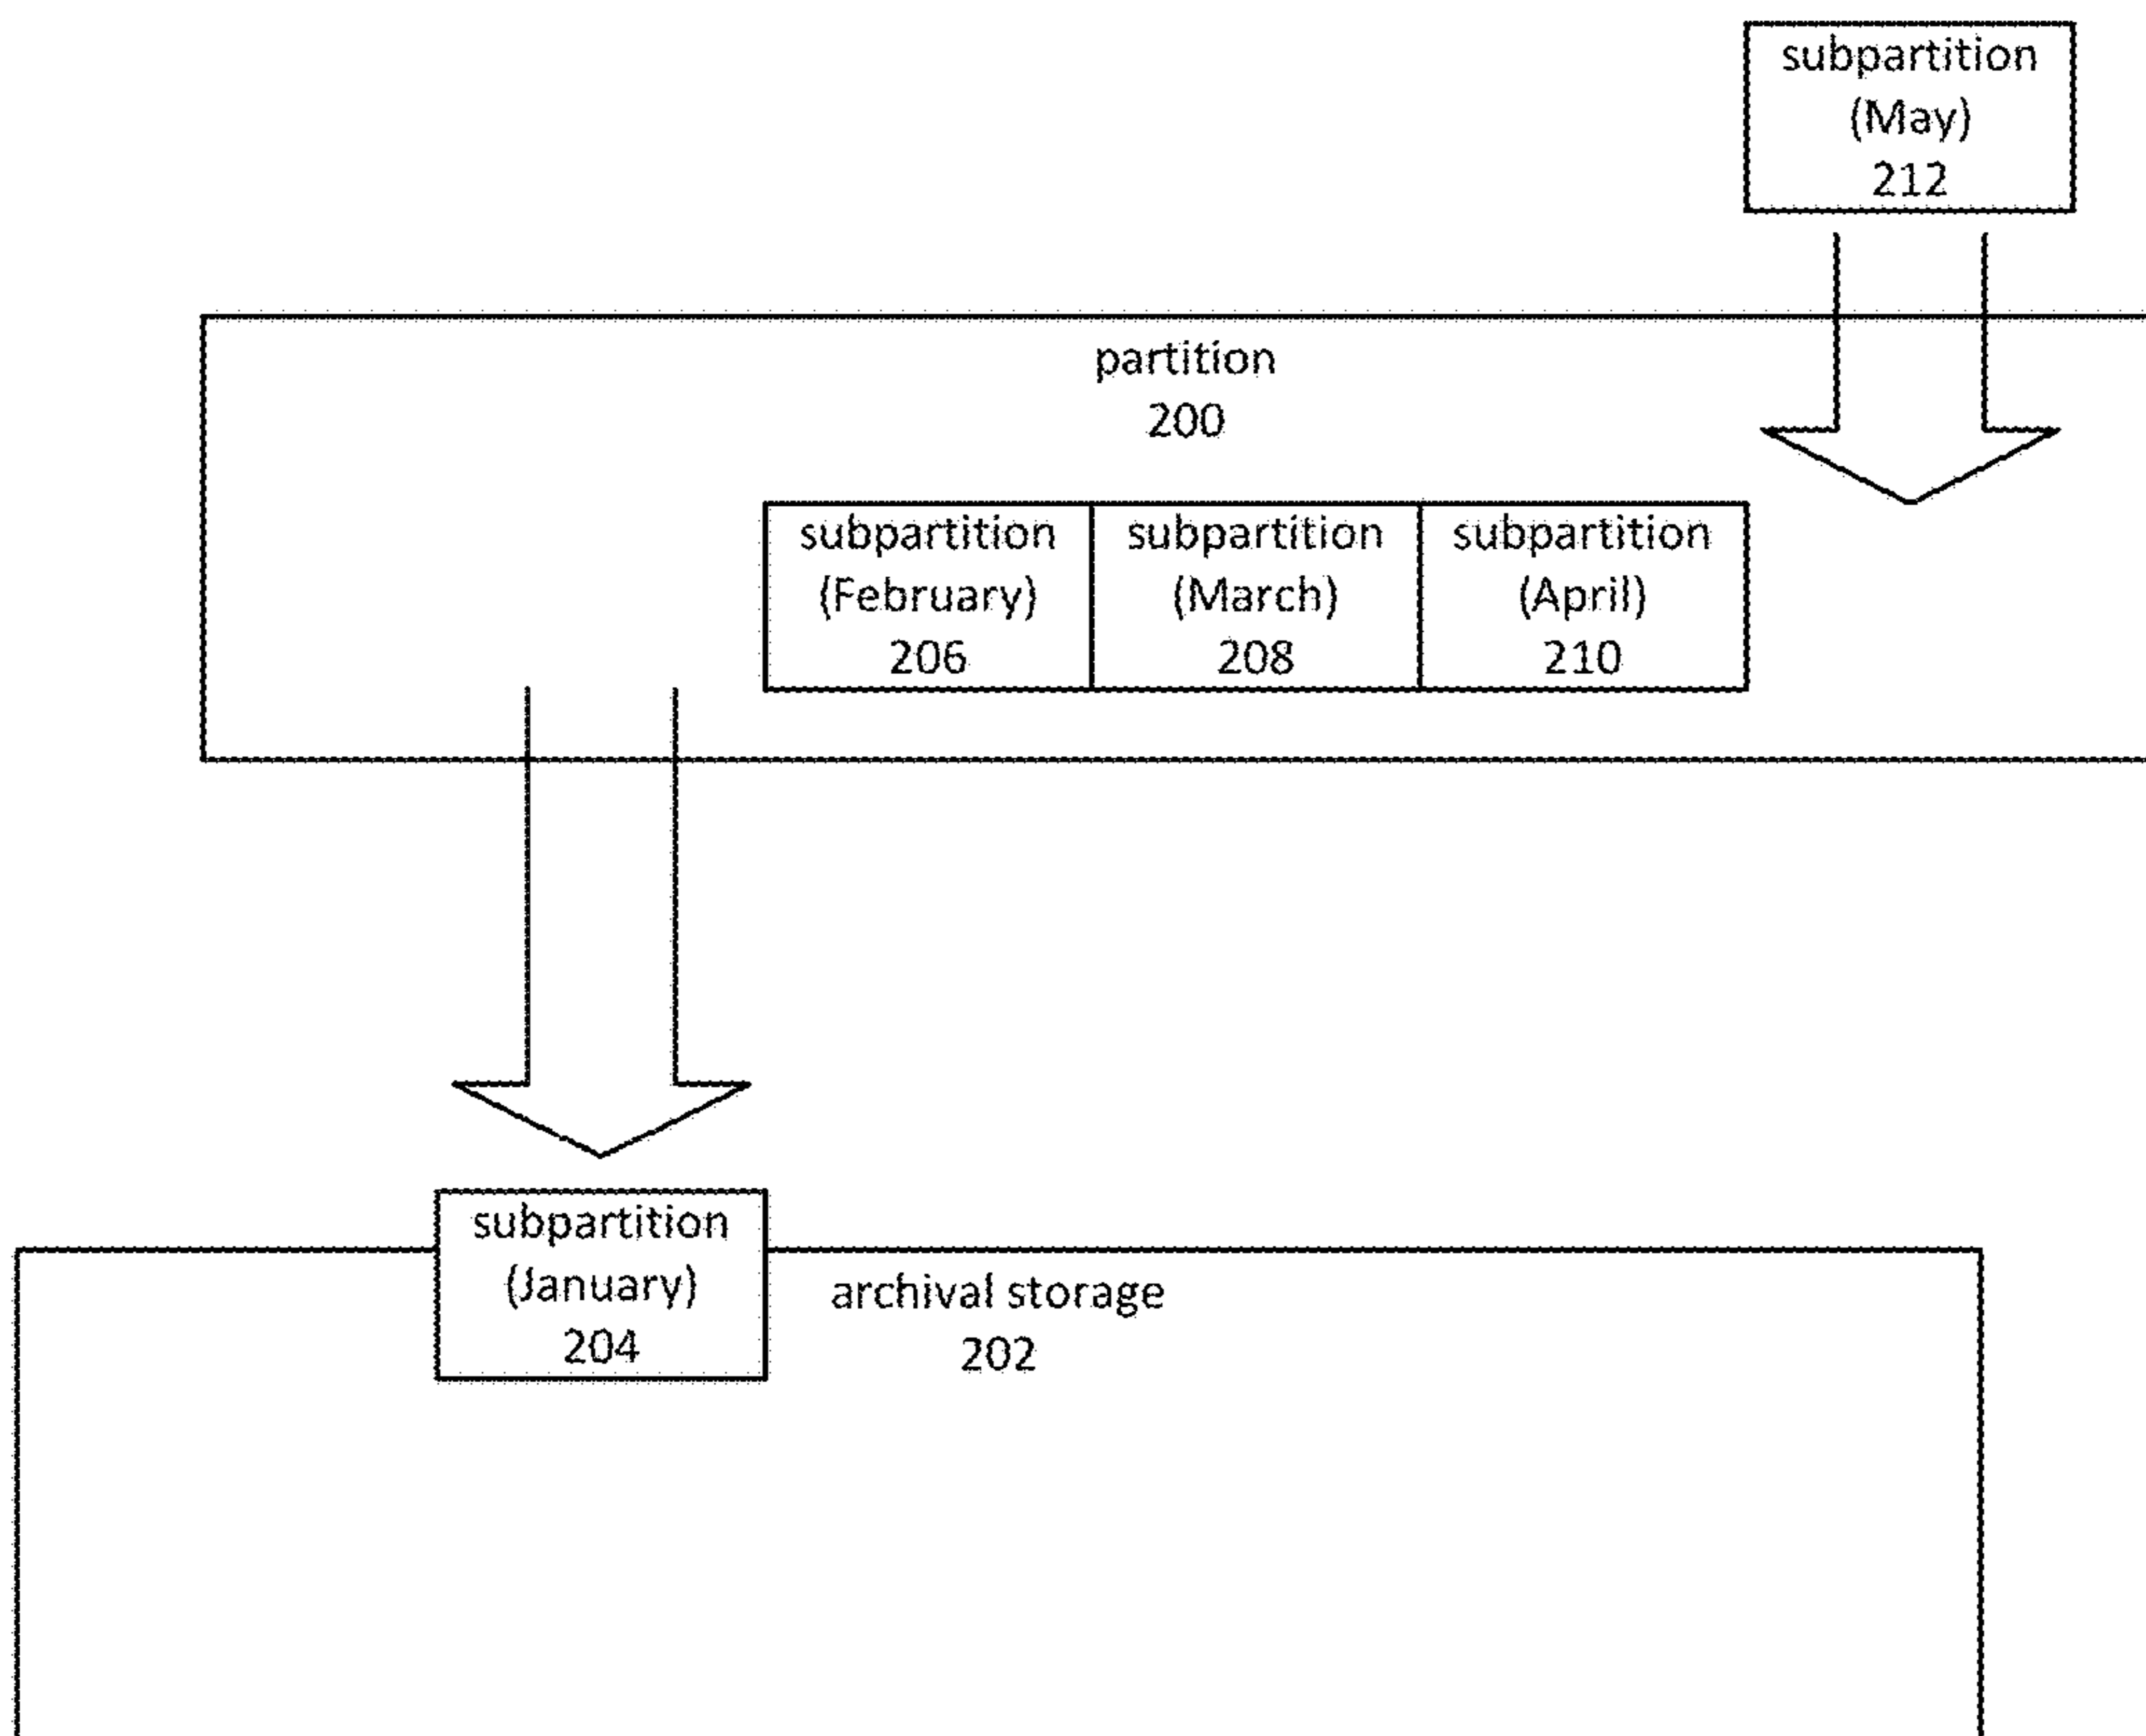 subpartition
(May)
212
partition
200
subpartition
(February)
206
subpartition
(March)
208
subpartition
(April)
210
subpartition
(January)
204
archival storage
202